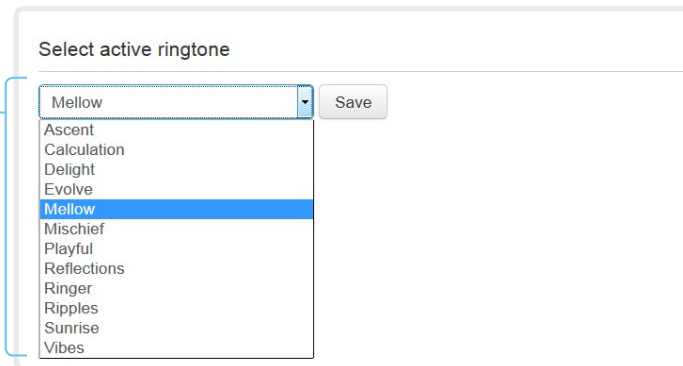 Select active ringtone
Mellow Save
Ascent
Calculation
Delight
Evolve
Mellow
Mischief
Playful
Reflections
Ringer
Ripples
Sunrise
Vibes